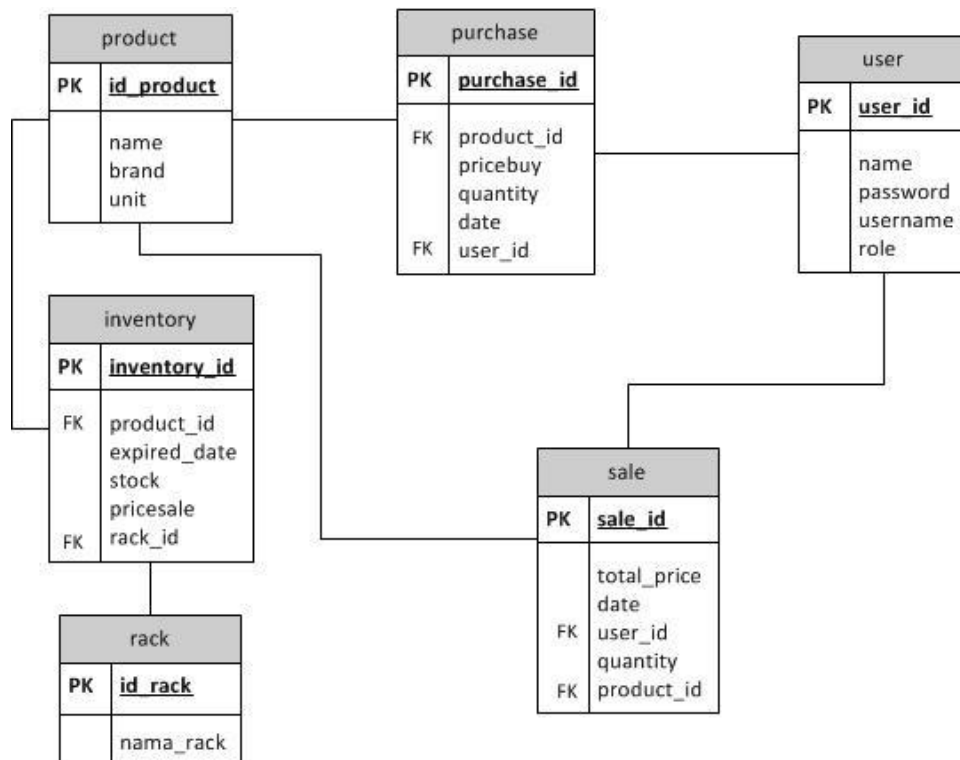 product
PK id_product
name
brand
unit
purchase
PK purchase_id
FK product_id
pricebuy
quantity
date
FK user_id
user
PK user_id
name
password
username
role
inventory
PK inventory_id
FK product_id
expired_date
stock
pricesale
FK rack_id
sale
PK sale_id
total_price
date
FK user_id
quantity
FK product_id
rack
PK id_rack
nama_rack